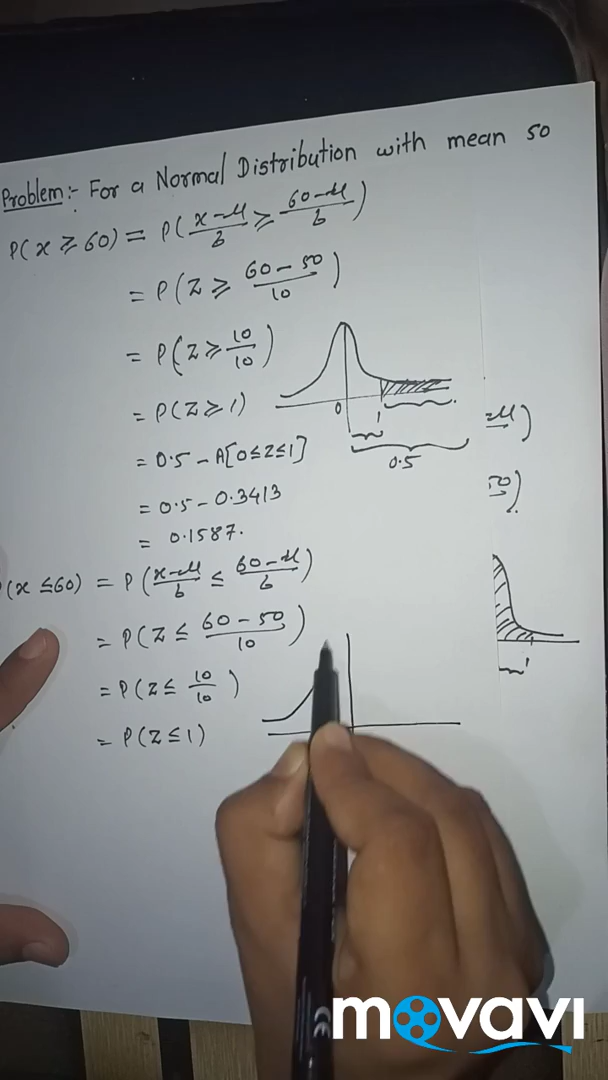 Problem:- For a Normal Distribution with mean 50
P(x ≥ 60) = P(x-μ/σ ≥ 60-μ/σ)
= P(Z ≥ 60-50/10)
= P(Z ≥ 10/10)
= P(Z ≥ 1)
0 1
0.5
= 0.5 - A[0≤Z≤1]
= 0.5 - 0.3413
= 0.1587.
-μ)
50)
(x ≤ 60) = P(x-μ/σ ≤ 60-μ/σ)
= P(Z ≤ 60-50/10)
= P(Z ≤ 10/10)
= P(Z ≤ 1)
1
movavi